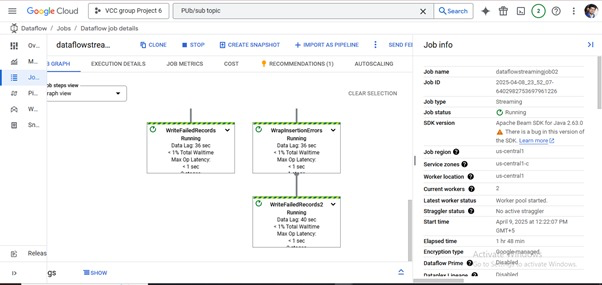 Google Cloud
VCC group Project 6
PUb/sub topic
Search
2
Dataflow / Jobs / Dataflow job details
Ov...
M...
Jo...
Pi...
W...
Sn...
Releas
dataflowstrea...
CLONE
STOP
CREATE SNAPSHOT
IMPORT AS PIPELINE
SEND FEE
B GRAPH
EXECUTION DETAILS
JOB METRICS
COST
RECOMMENDATIONS (1)
AUTOSCALING
ob steps view
raph view
CLEAR SELECTION
WriteFailedRecords
Running
Data Lag: 36 sec
< 1% Total Walltime
Max Op Latency:
< 1 sec
WrapInsertionErrors
Running
Data Lag: 36 sec
< 1% Total Walltime
Max Op Latency:
< 1 sec
WriteFailedRecords2
Running
Data Lag: 40 sec
< 1% Total Walltime
Max Op Latency:
< 1 sec
gs
SHOW
Job info
Job name dataflowstreamingjob02
Job ID 2025-04-08_23_52_07-
6402982753697961226
Job type Streaming
Job status Running
SDK version Apache Beam SDK for Java 2.63.0
There is a bug in this version of
the SDK. Learn more
Job region us-central1
Service zones us-central1-c
Worker location us-central1
Current workers 2
Latest worker status Worker pool started.
Straggler status No active straggler
Start time April 9, 2025 at 12:22:07 PM
GMT+5
Elapsed time 1 hr 48 min
Encryption type Google-managed
Dataflow Prime Disabled
Dataplex Lineage Disabled
Activate Windows
Go to Settings to activate Windows.